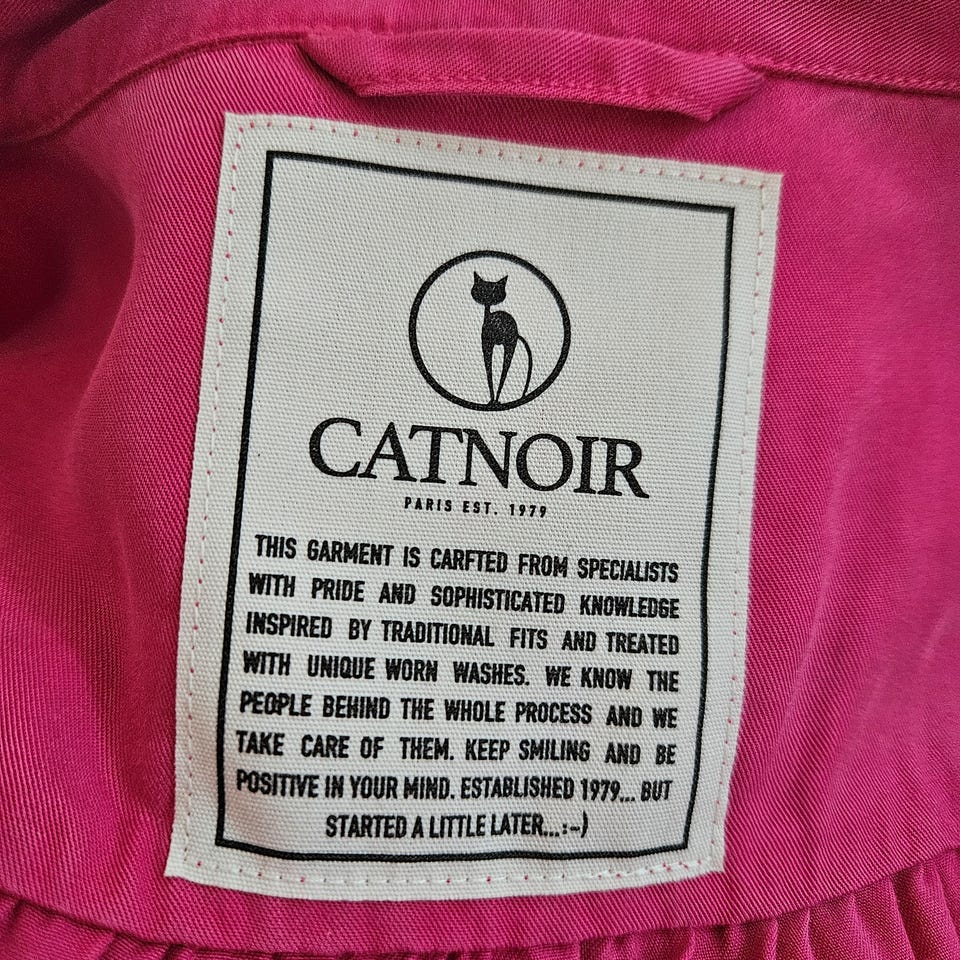 CATNOIR
PARIS EST. 1979
THIS GARMENT IS CARFTED FROM SPECIALISTS
WITH PRIDE AND SOPHISTICATED KNOWLEDGE
INSPIRED BY TRADITIONAL FITS AND TREATED
WITH UNIQUE WORN WASHES. WE KNOW THE
PEOPLE BEHIND THE WHOLE PROCESS AND WE
TAKE CARE OF THEM. KEEP SMILING AND BE
POSITIVE IN YOUR MIND. ESTABLISHED 1979... BUT
STARTED A LITTLE LATER...:-)